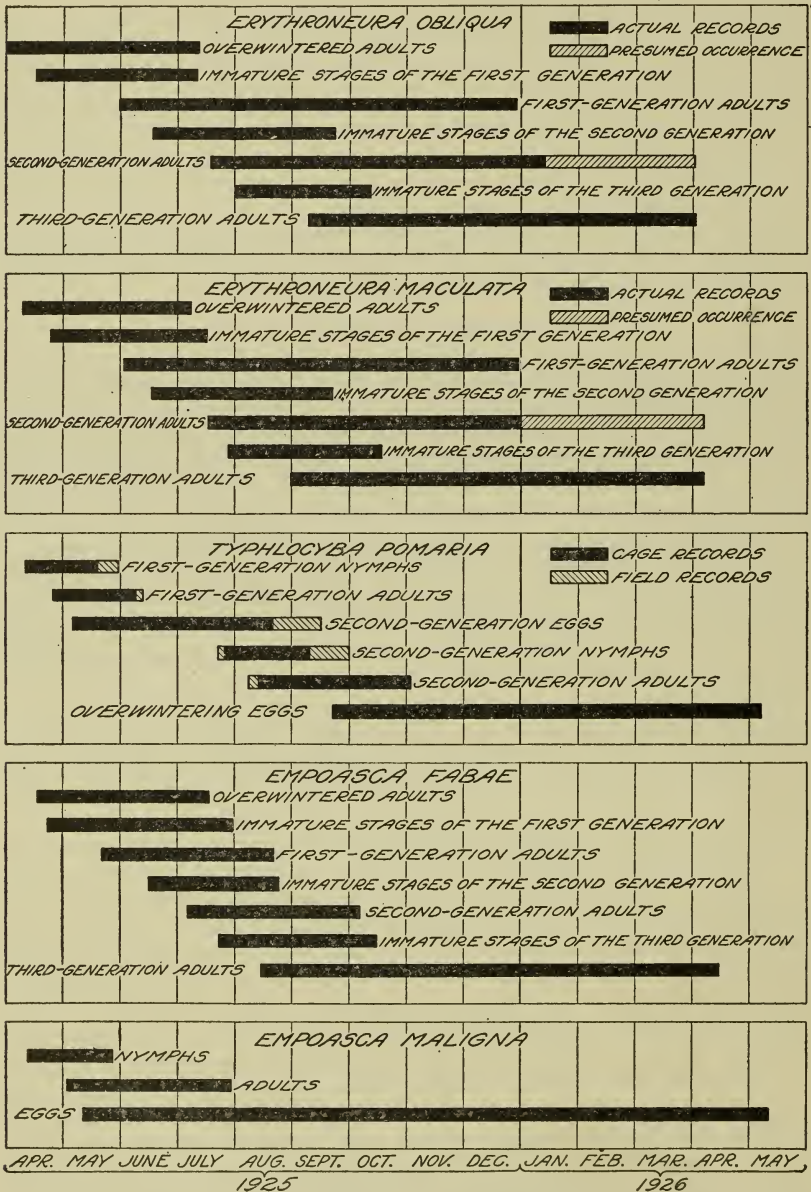 ERYTHRONEURA OBLIQUA
ACTUAL RECORDS
OVERWINTERED ADULTS
PRESUMED OCCURRENCE
IMMATURE STAGES OF THE FIRST GENERATION
FIRST-GENERATION ADULTS
IMMATURE STAGES OF THE SECOND GENERATION
SECOND-GENERATION ADULTS
IMMATURE STAGES OF THE THIRD GENERATION
THIRD-GENERATION ADULTS
ERYTHRONEURA MACULATA
ACTUAL RECORDS
OVERWINTERED ADULTS
PRESUMED OCCURRENCE
IMMATURE STAGES OF THE FIRST GENERATION
FIRST-GENERATION ADULTS
IMMATURE STAGES OF THE SECOND GENERATION
SECOND-GENERATION ADULTS
IMMATURE STAGES OF THE THIRD GENERATION
THIRD-GENERATION ADULTS
TYPHLOCYBA POMARIA
CAGE RECORDS
FIRST-GENERATION NYMPHS
FIELD RECORDS
FIRST-GENERATION ADULTS
SECOND-GENERATION EGGS
SECOND-GENERATION NYMPHS
SECOND-GENERATION ADULTS
OVERWINTERING EGGS
EMPOASCA FABAE
OVERWINTERED ADULTS
IMMATURE STAGES OF THE FIRST GENERATION
FIRST-GENERATION ADULTS
IMMATURE STAGES OF THE SECOND GENERATION
SECOND-GENERATION ADULTS
IMMATURE STAGES OF THE THIRD GENERATION
THIRD-GENERATION ADULTS
EMPOASCA MALIGNA
NYMPHS
ADULTS
EGGS
APR. MAY JUNE JULY AUG. SEPT. OCT. NOV. DEC. JAN. FEB. MAR. APR. MAY
1925 1926